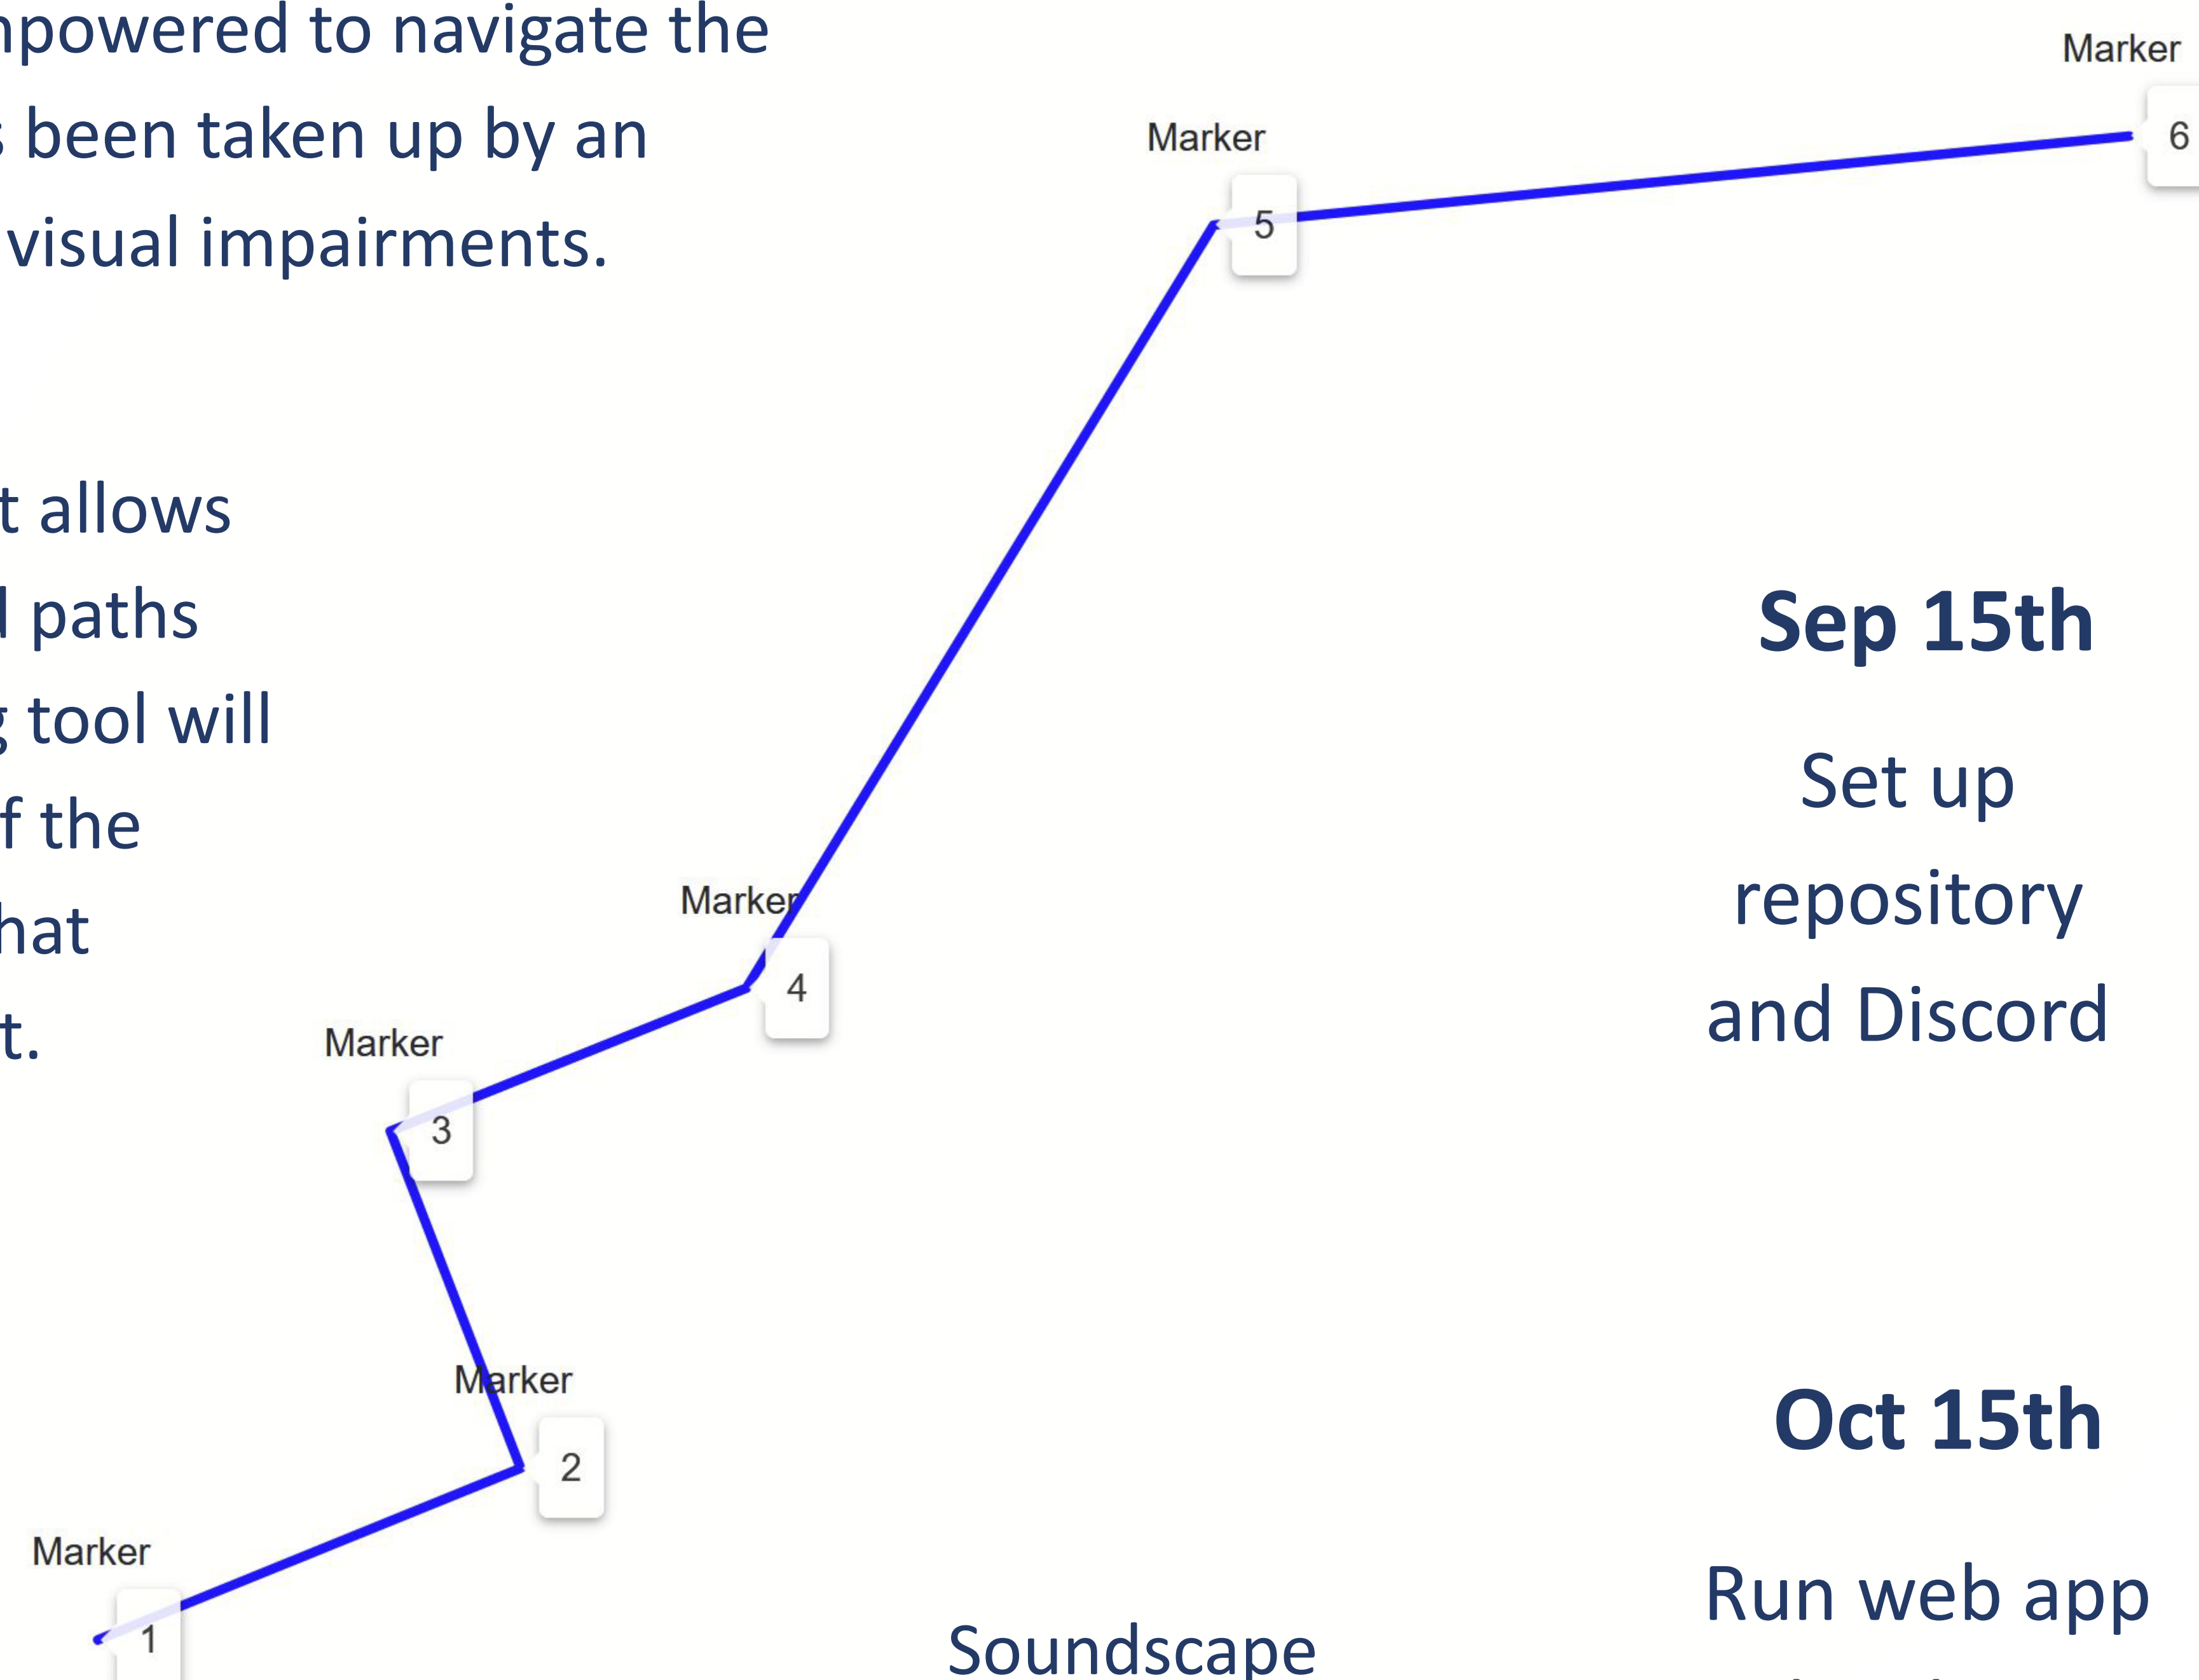 powered to navigate the
been taken up by an
visual impairments.
t allows
paths
tool will
f the
hat
t.
Marker
6
Marker
5
Marker
4
Marker
3
Marker
2
Marker
1
Sep 15th
Set up
repository
and Discord
Oct 15th
Run web app
Soundscape